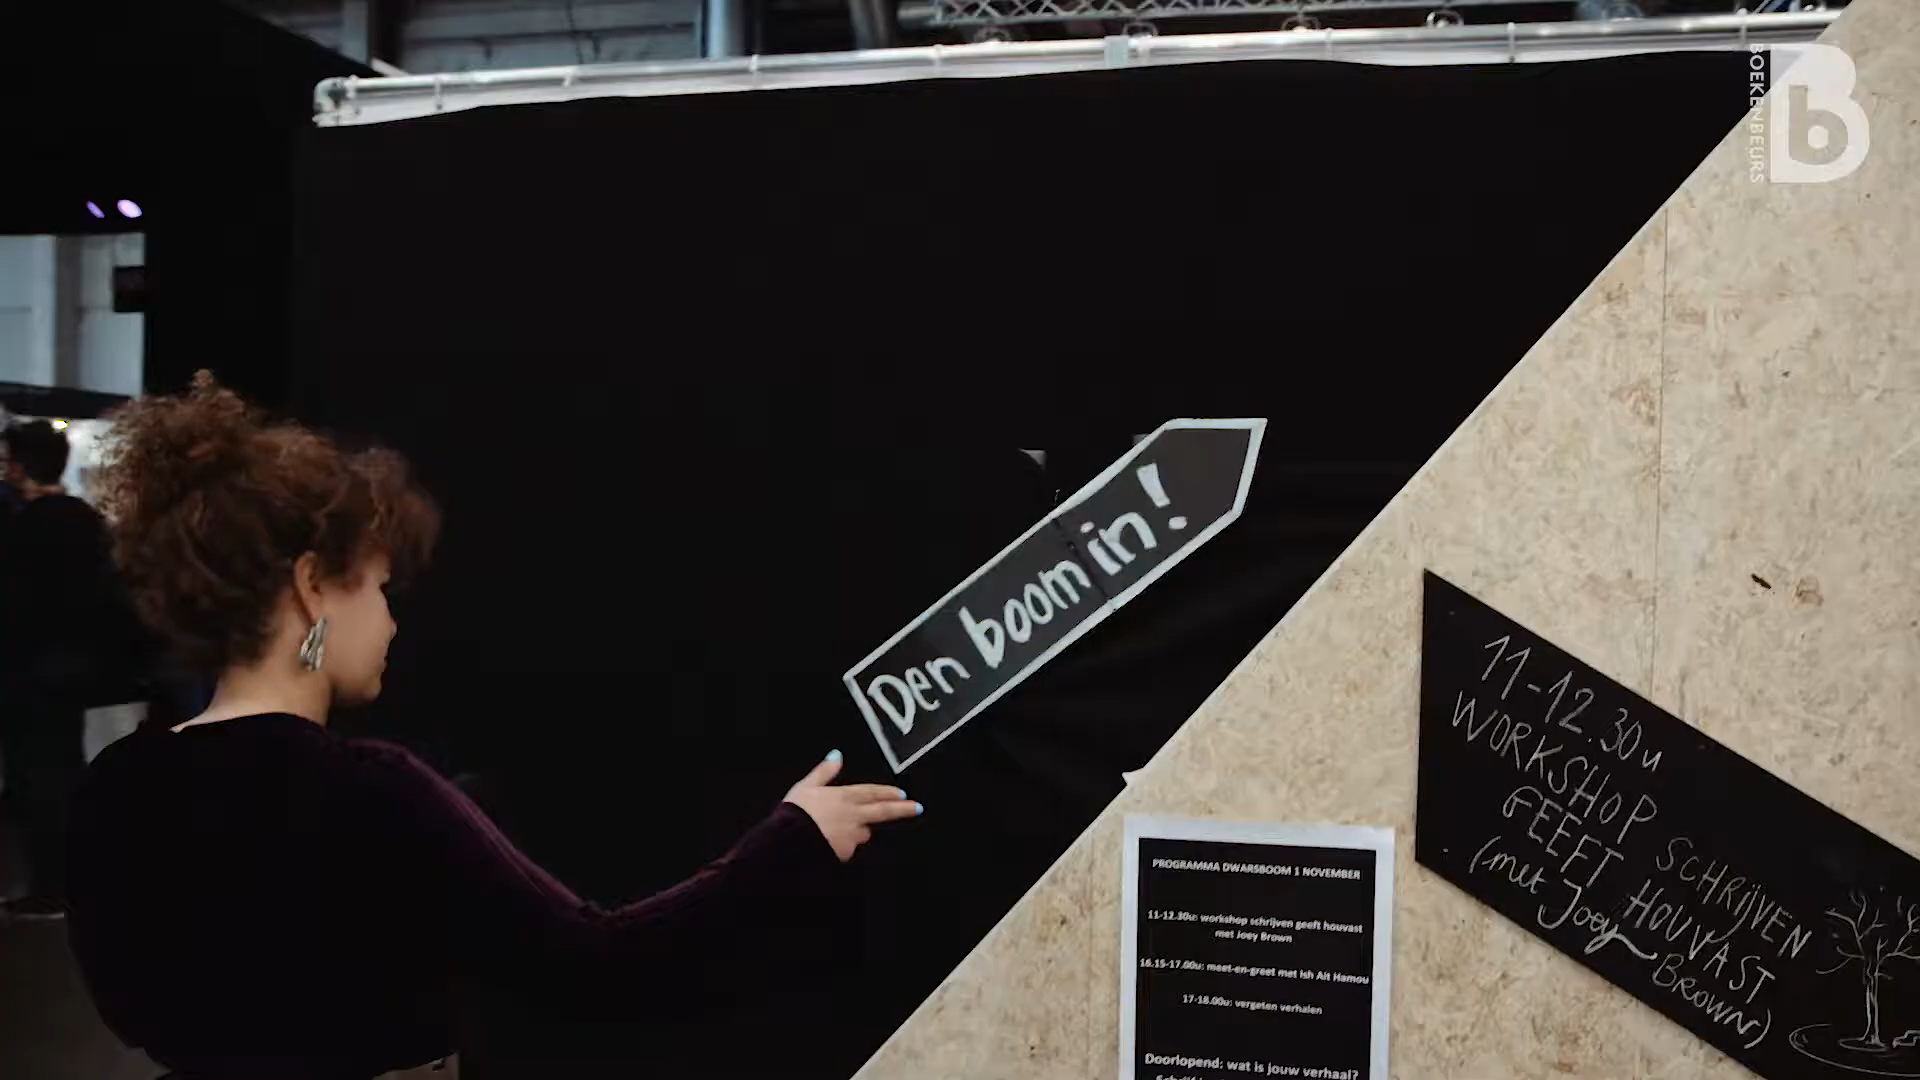 BOEKENBEURS
Den boom in!
11-12.30u
WORKSHOP SCHRIJVEN
GEEFT HOUVAST
(met Joey Brown)
PROGRAMMA DWARSBOOM 1 NOVEMBER
11-12.30u: workshop schrijven geeft houvast
met Joey Brown
16.15-17.00u: meet-en-greet met Ish Ait Hamou
17-18.00u: vergeten verhalen
Doorlopend: wat is jouw verhaal?